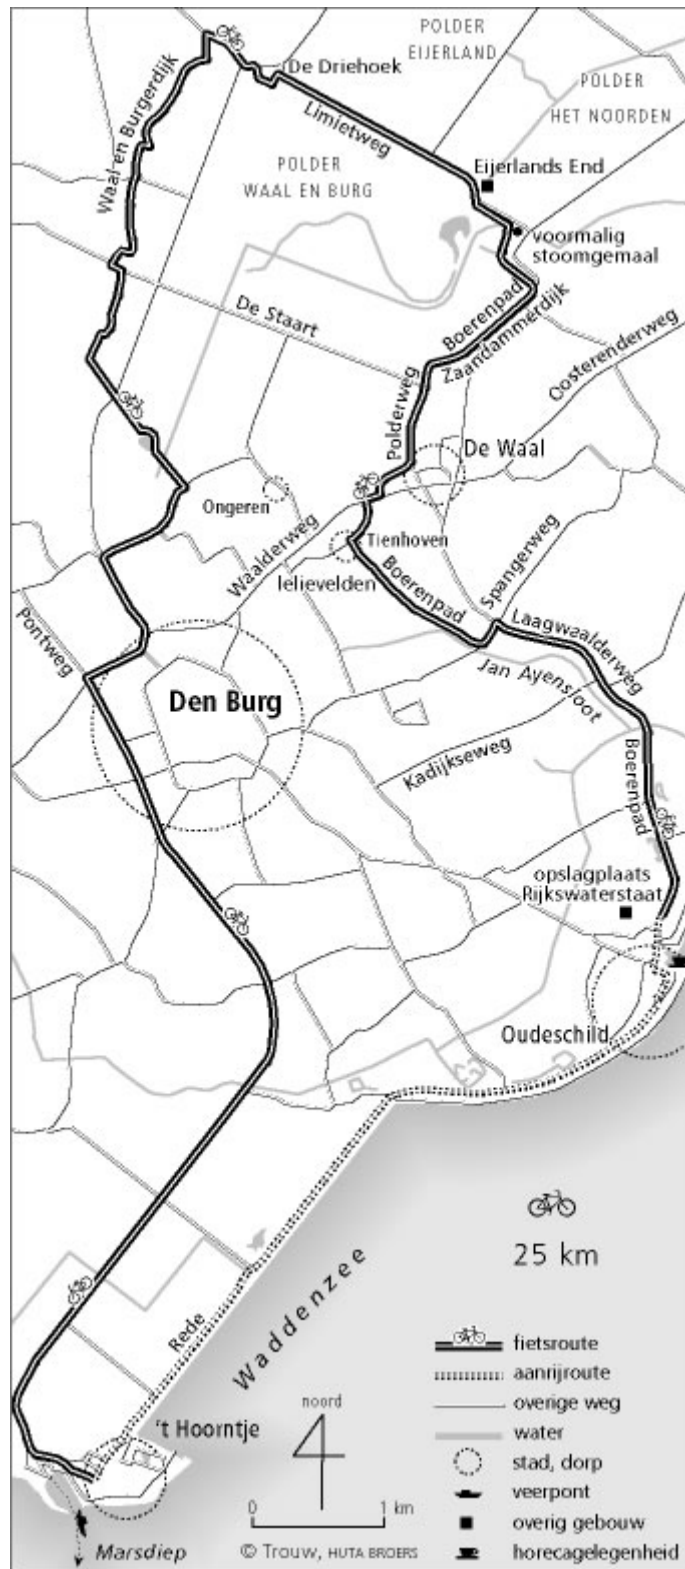 POLDER
EIJERLAND
De Driehoek
POLDER
HET NOORDEN
Waal en Burgerdijk
Limietweg
POLDER
WAAL EN BURG
Eijerlands End
voormalig
stoomgemaal
De Staart
Boerenpad
Zaandammerdijk
Oosterenderweg
Polderweg
De Waal
Ongeren
Waalderweg
Tienhoven
lelievelden
Boerenpad
Spangerweg
Laagwaalderweg
Pontweg
Den Burg
Jan Ayensloot
Kadijkseweg
Boerenpad
opslagplaats
Rijkswaterstaat
Oudeschild
Waddenzee
25 km
Rede
fietsroute
aanrijroute
overige weg
water
stad, dorp
veerpont
overig gebouw
horecagelegenheid
noord
't Hoorntje
0 1 km
Marsdiep
© Trouw, HUTA BROERS